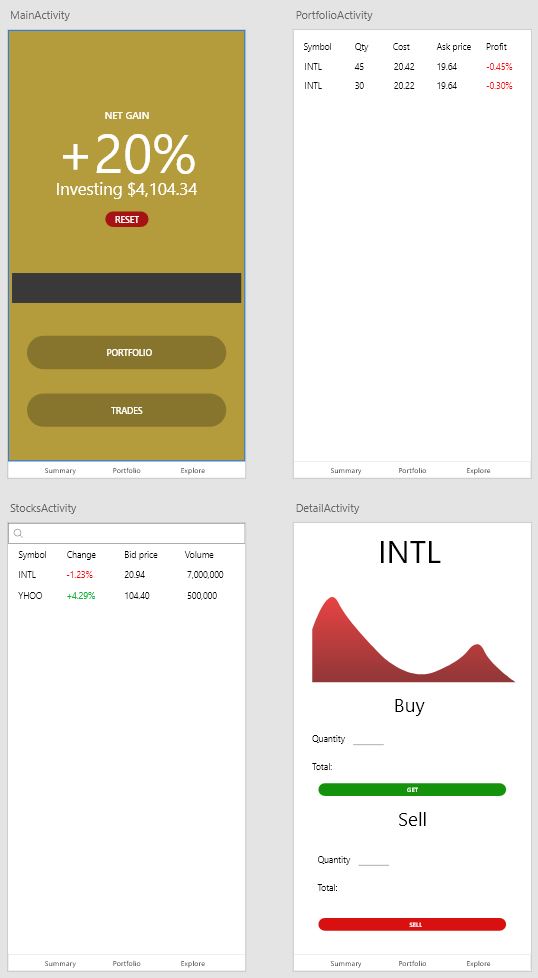 MainActivity
NET GAIN
+20%
Investing $4,104.34
RESET
PORTFOLIO
TRADES
Summary Portfolio Explore
PortfolioActivity
Symbol Qty Cost Ask price Profit
INTL 45 20.42 19.64 -0.45%
INTL 30 20.22 19.64 -0.30%
Summary Portfolio Explore
StocksActivity
Symbol Change Bid price Volume
INTL -1.23% 20.94 7,000,000
YHOO +4.29% 104.40 500,000
Summary Portfolio Explore
DetailActivity
INTL
Buy
Quantity
Total:
GET
Sell
Quantity
Total:
SELL
Summary Portfolio Explore